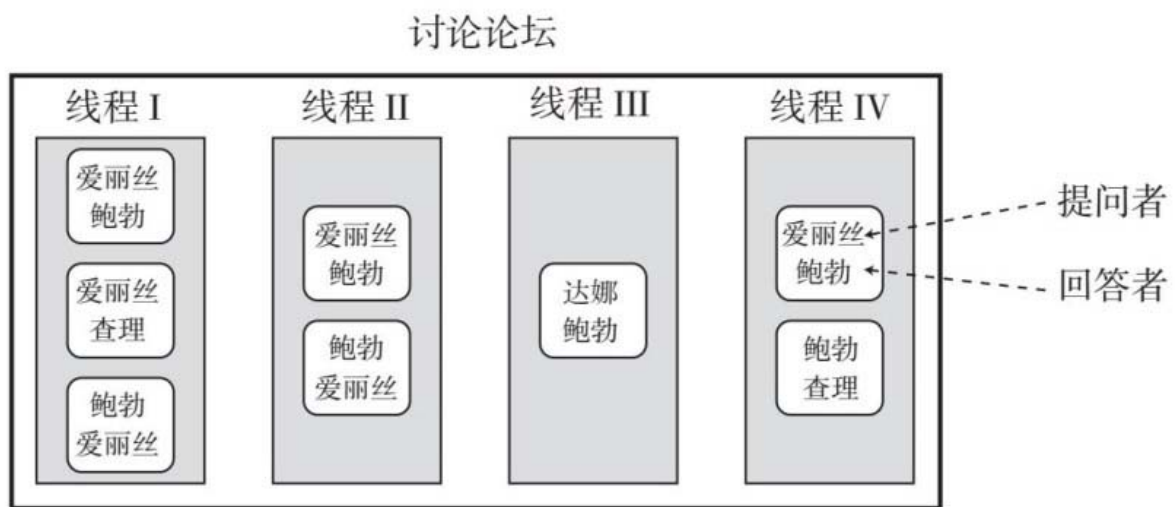 讨论论坛
线程 I
爱丽丝
鲍勃
爱丽丝
查理
鲍勃
爱丽丝
线程 II
爱丽丝
鲍勃
鲍勃
爱丽丝
线程 III
达娜
鲍勃
线程 IV
爱丽丝
鲍勃
鲍勃
查理
提问者
回答者